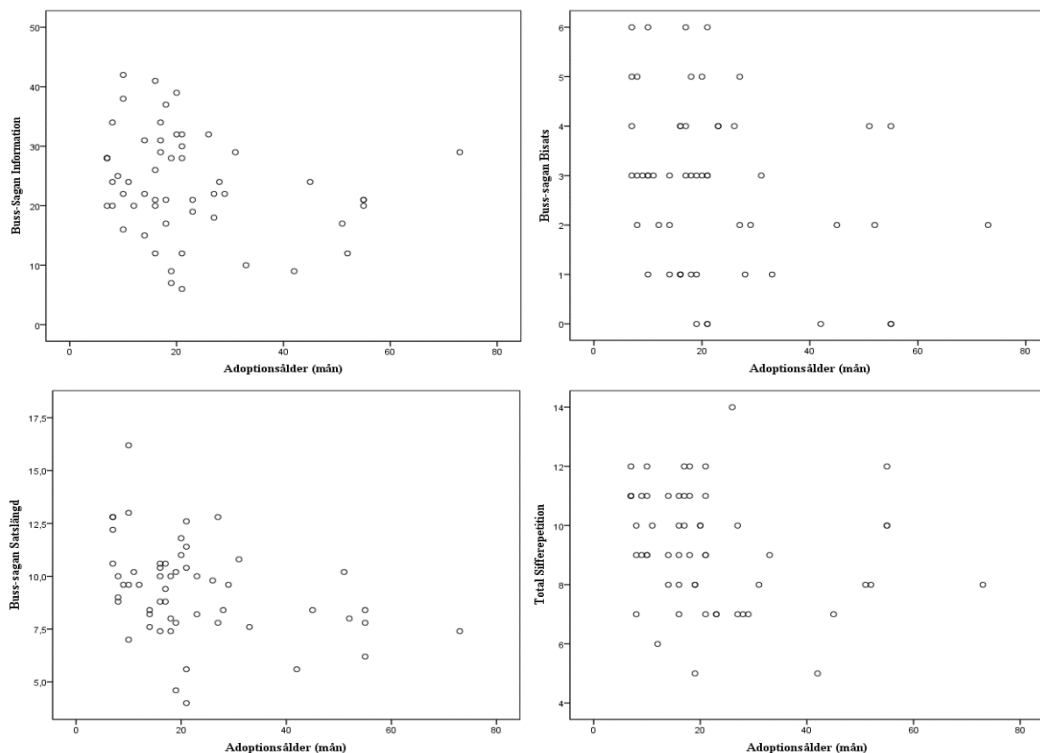 Buss-Sagan Information
50
40
30
20
10
0
0 20 40 60 80
Adoptionsålder (mån)
Buss-sagan Bisats
6
5
4
3
2
1
0
0 20 40 60 80
Adoptionsålder (mån)
Buss-sagan Satslängd
17,5
15,0
12,5
10,0
7,5
5,0
0 20 40 60 80
Adoptionsålder (mån)
Total Sifferepetition
14
12
10
8
6
4
0 20 40 60 80
Adoptionsålder (mån)